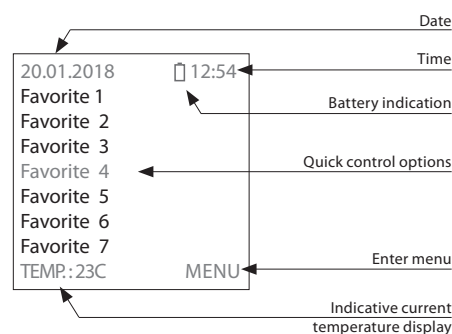 Date
Time
20.01.2018 12:54
Favorite 1
Battery indication
Favorite 2
Favorite 3
Favorite 4
Quick control options
Favorite 5
Favorite 6
Favorite 7
Enter menu
TEMP.: 23C MENU
Indicative current
temperature display